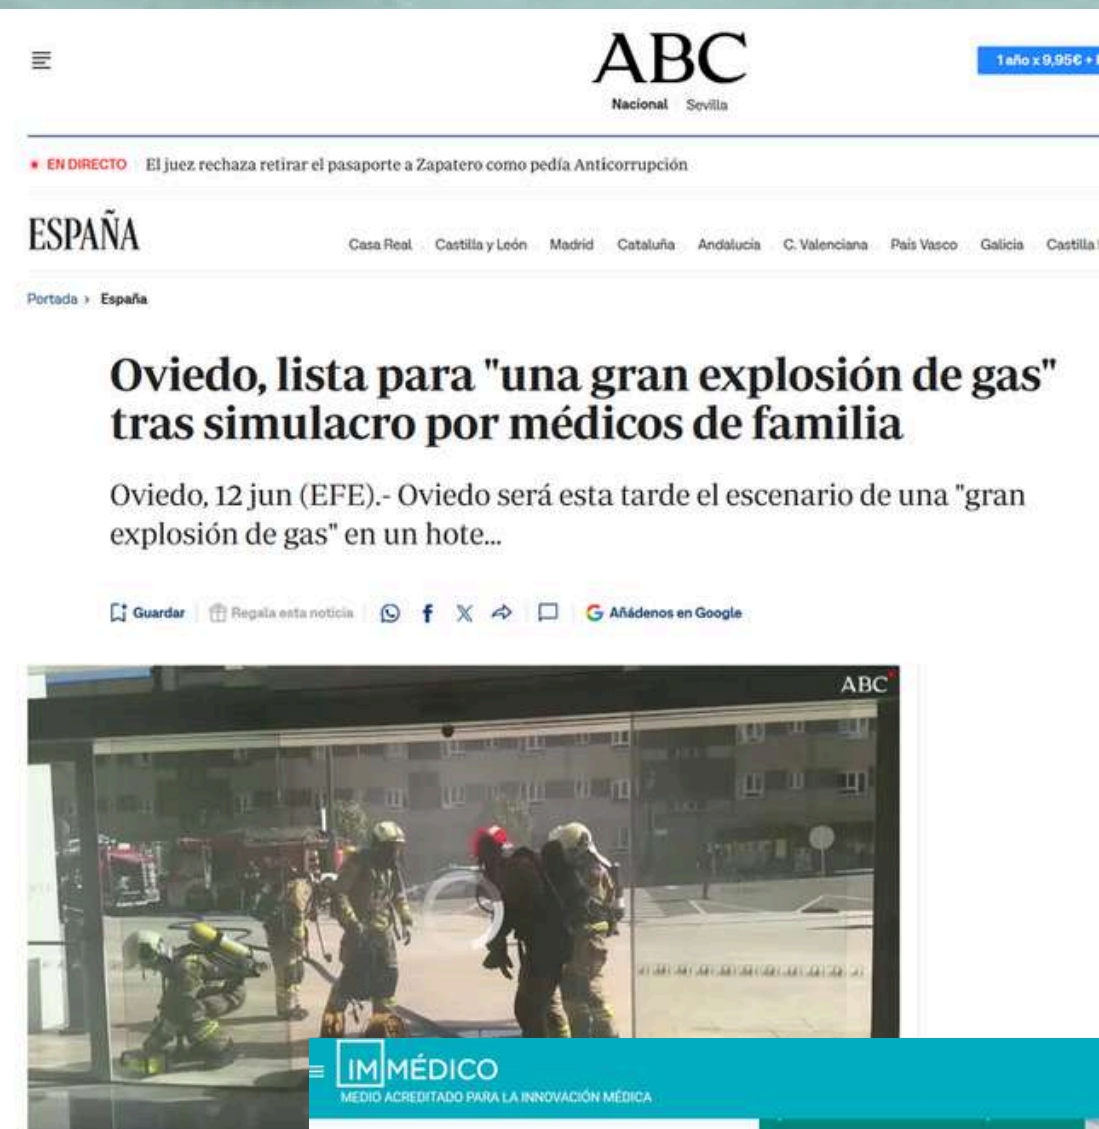 ABC
1 año x 9,95€ +
Nacional Sevilla
EN DIRECTO El juez rechaza retirar el pasaporte a Zapatero como pedía Anticorrupción
ESPAÑA
Casa Real Castilla y León Madrid Cataluña Andalucía C. Valenciana País Vasco Galicia Castilla
Portada > España
Oviedo, lista para "una gran explosión de gas"
tras simulacro por médicos de familia
Oviedo, 12 jun (EFE).- Oviedo será esta tarde el escenario de una "gran
explosión de gas" en un hote...
Guardar Regala esta noticia Añádenos en Google
ABC
IMMÉDICO
MEDIO ACREDITADO PARA LA INNOVACIÓN MÉDICA